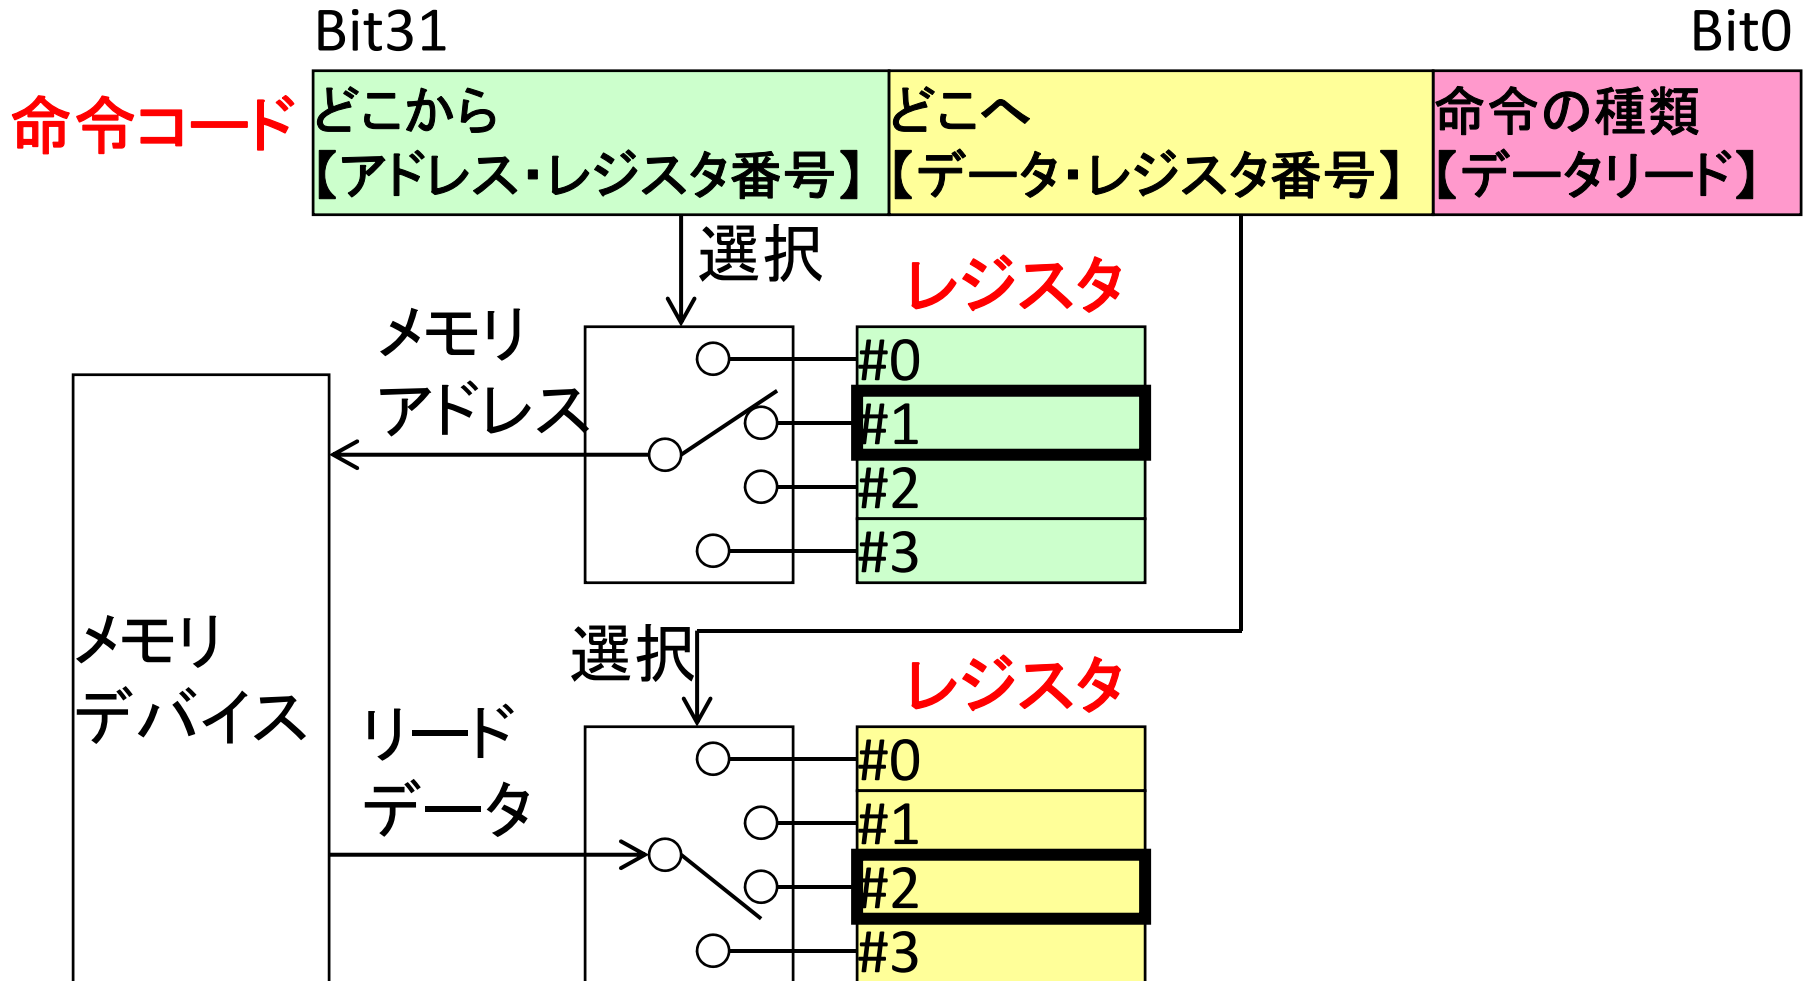 Bit31
Bit0
命令コード
どこから
【アドレス・レジスタ番号】
どこへ
【データ・レジスタ番号】
命令の種類
【データリード】
選択
レジスタ
メモリ
アドレス
#0
#1
#2
#3
メモリ
デバイス
選択
レジスタ
リード
データ
#0
#1
#2
#3